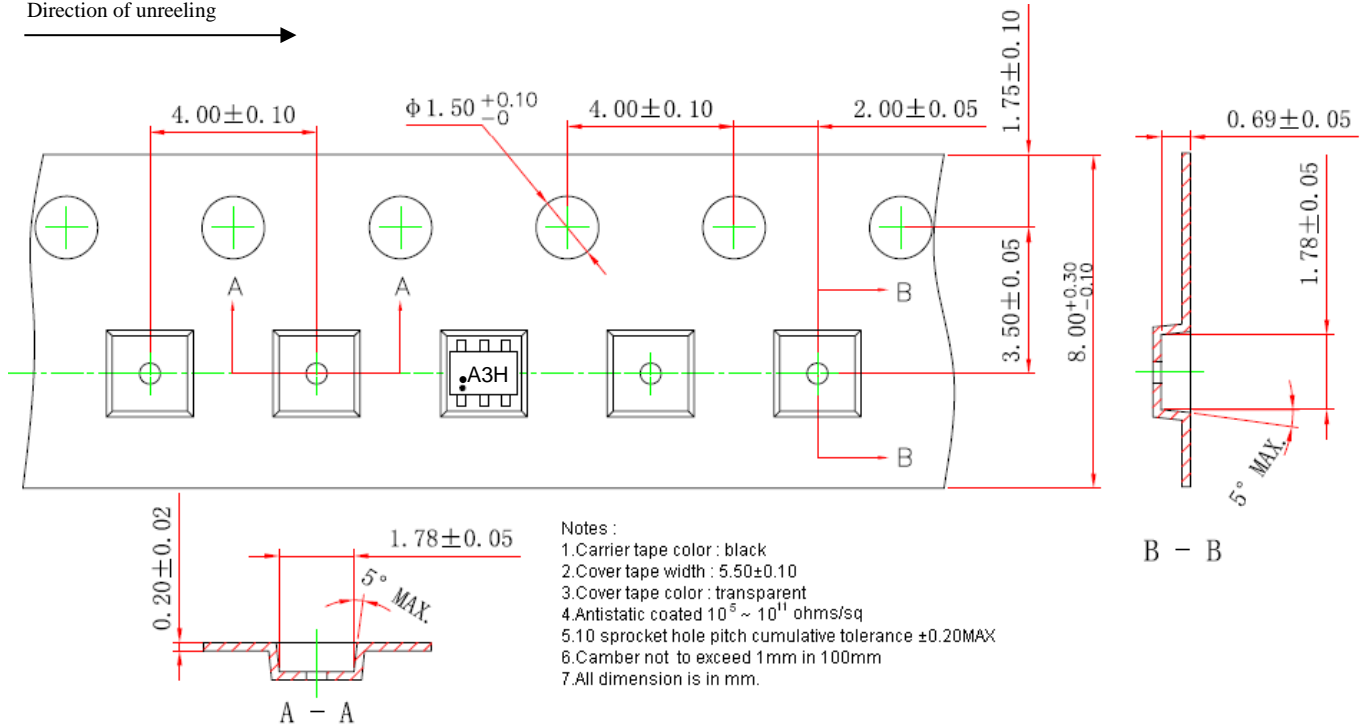 Direction of unreeling
4.00±0.10
Φ1.50 +0.10 -0
4.00±0.10
2.00±0.05
1.75±0.10
0.69±0.05
1.78±0.05
3.50±0.05
8.00 +0.30 -0.10
A
A
B
A3H
B
5° MAX.
B - B
0.20±0.02
1.78±0.05
5° MAX.
A - A
Notes :
1.Carrier tape color : black
2.Cover tape width : 5.50±0.10
3.Cover tape color : transparent
4.Antistatic coated 10⁵ ~ 10¹¹ ohms/sq
5.10 sprocket hole pitch cumulative tolerance ±0.20MAX
6.Camber not to exceed 1mm in 100mm
7.All dimension is in mm.